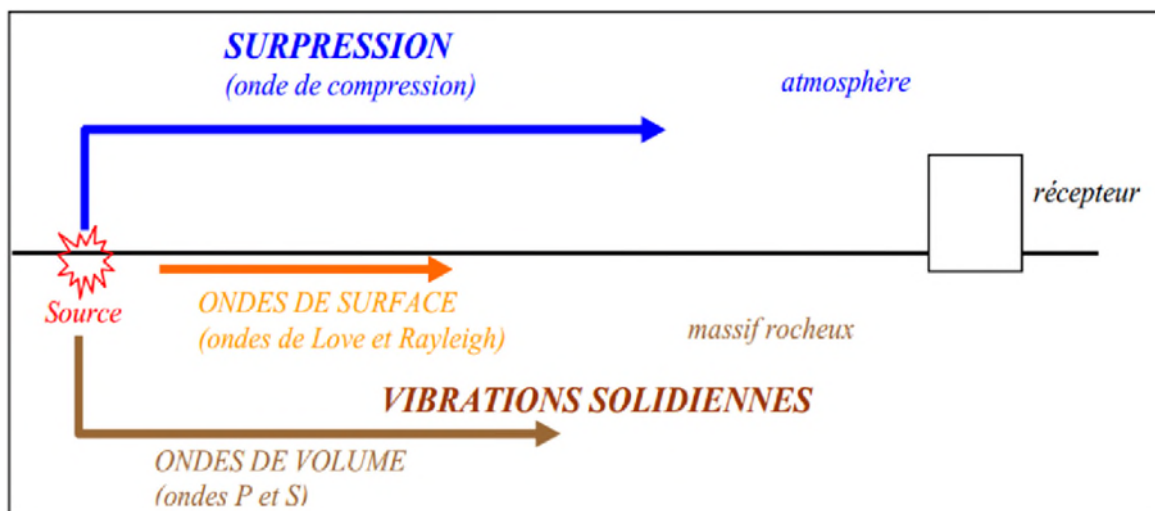 SURPRESSION
(onde de compression)
atmosphère
récepteur
Source
ONDES DE SURFACE
(ondes de Love et Rayleigh)
massif rocheux
VIBRATIONS SOLIDIENNES
ONDES DE VOLUME
(ondes P et S)